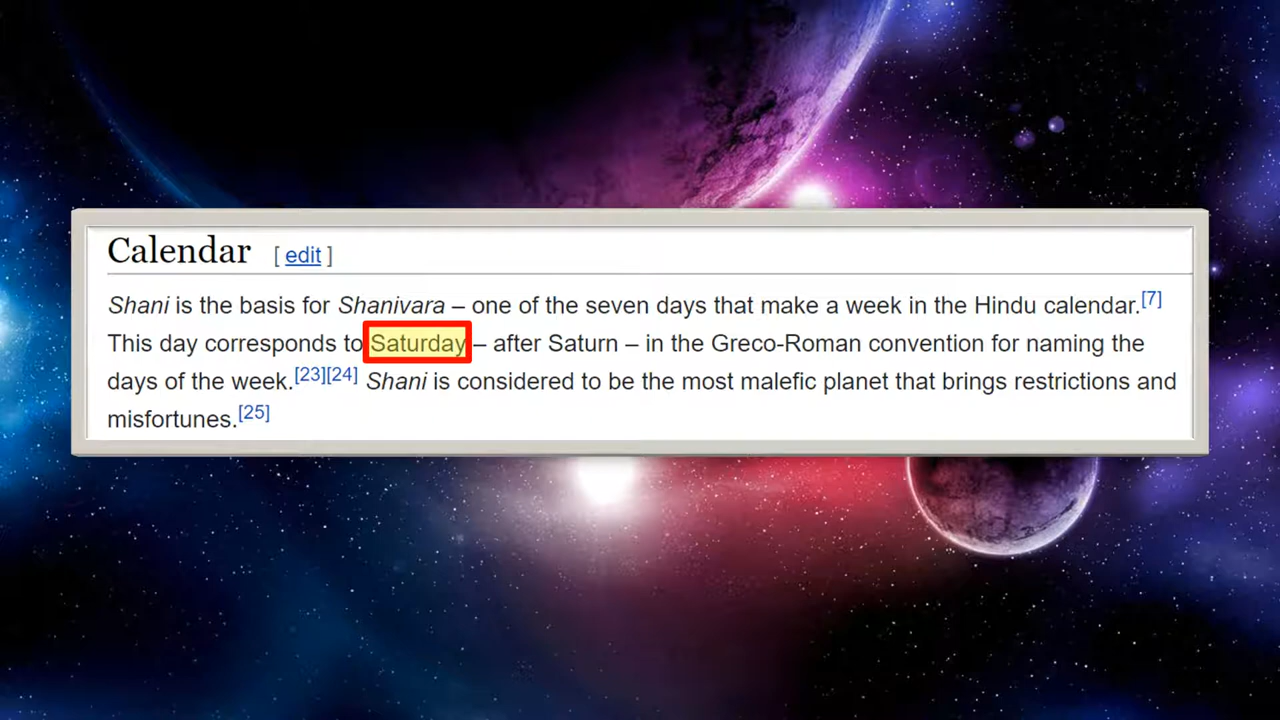 Calendar [ edit ]
Shani is the basis for Shanivara – one of the seven days that make a week in the Hindu calendar.[7]
This day corresponds to Saturday – after Saturn – in the Greco-Roman convention for naming the
days of the week.[23][24] Shani is considered to be the most malefic planet that brings restrictions and
misfortunes.[25]